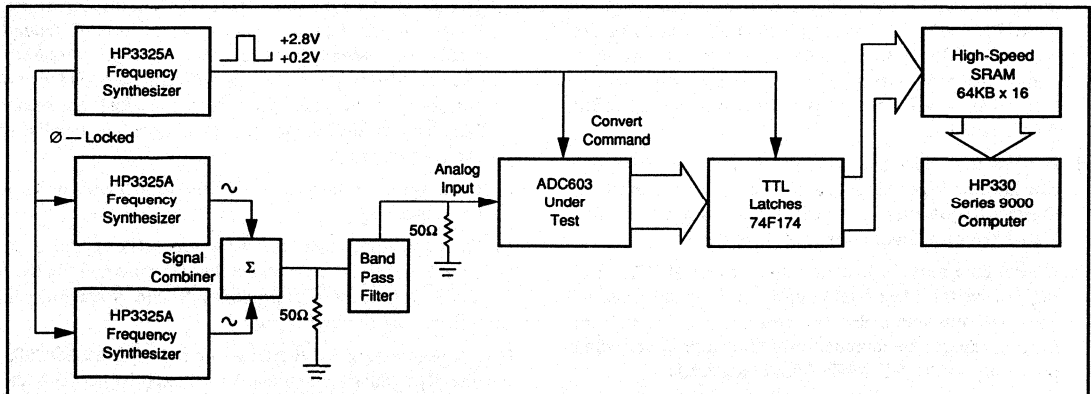 HP3325A
Frequency
Synthesizer
+2.8V
+0.2V
High-Speed
SRAM
64KB x 16
Ø — Locked
Convert
Command
HP3325A
Frequency
Synthesizer
Analog
Input
ADC603
Under
Test
TTL
Latches
74F174
HP330
Series 9000
Computer
50Ω
Signal
Combiner
Σ
Band
Pass
Filter
50Ω
HP3325A
Frequency
Synthesizer